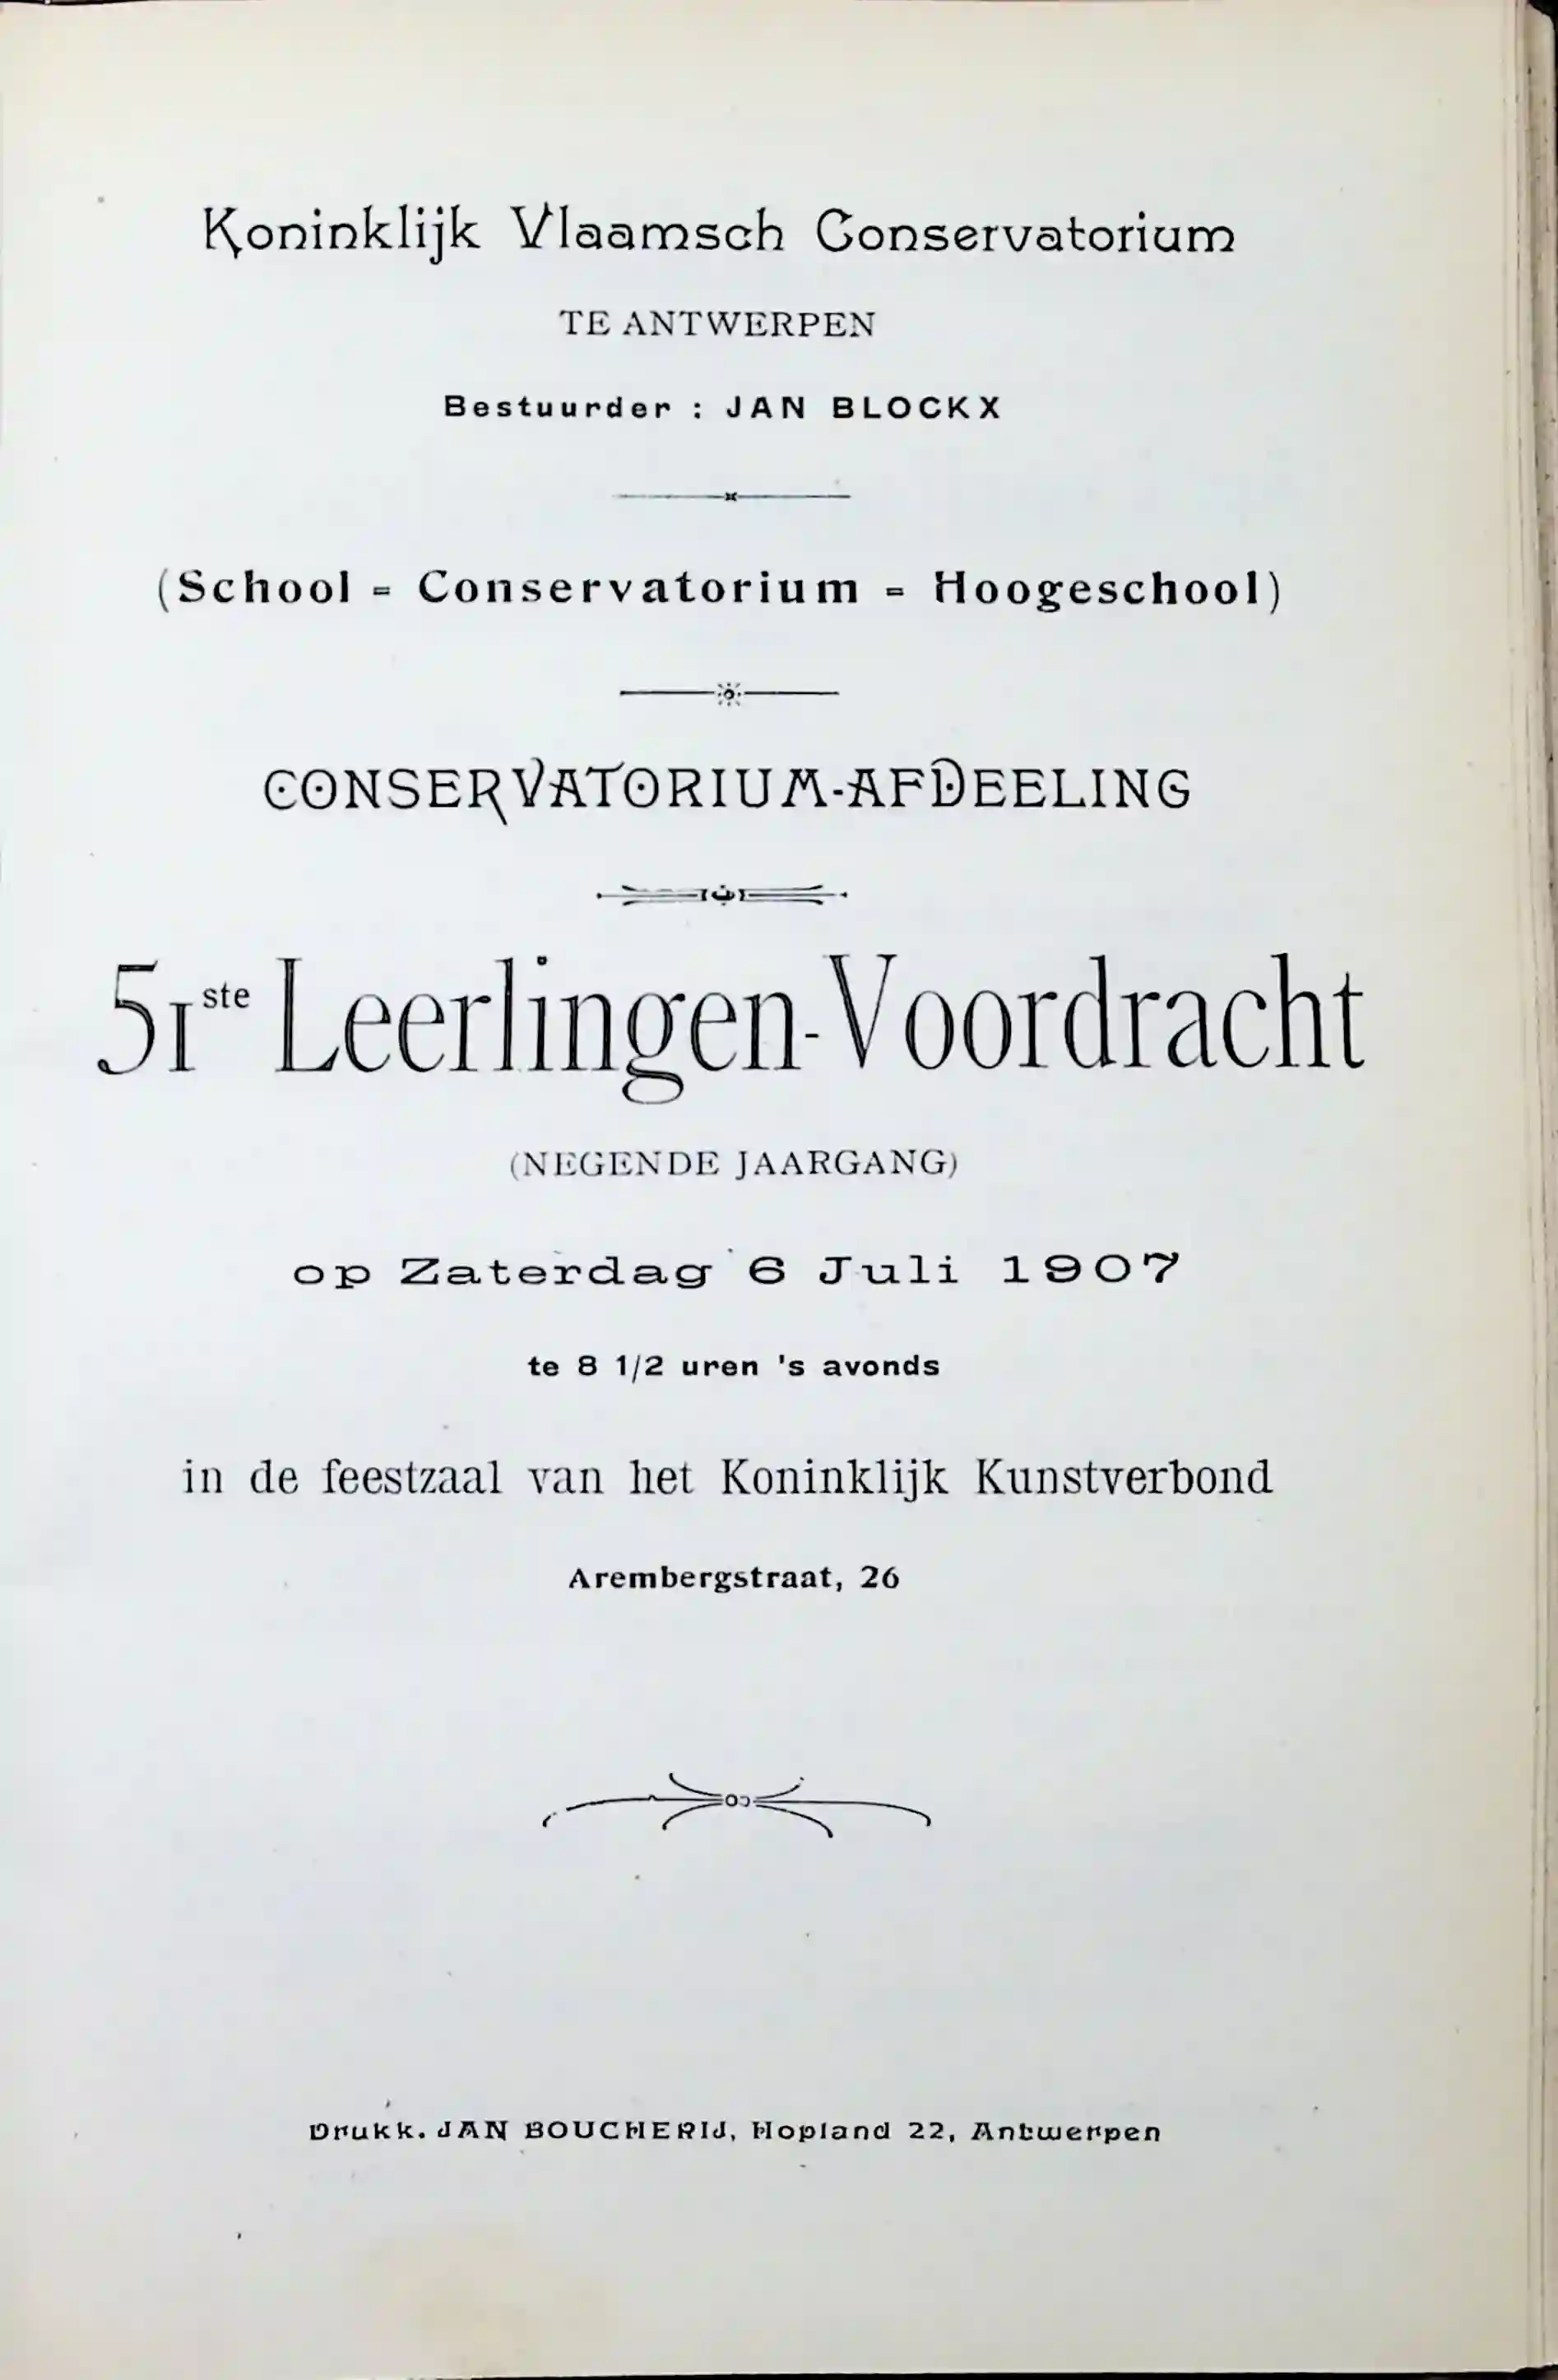 Koninklijk Vlaamsch Conservatorium
TE ANTWERPEN
Bestuurder : JAN BLOCKX
(School = Conservatorium = Hoogeschool)
CONSERVATORIUM-AFDEELING
51ste Leerlingen-Voordracht
(NEGENDE JAARGANG)
op Zaterdag 6 Juli 1907
te 8 1/2 uren 's avonds
in de feestzaal van het Koninklijk Kunstverbond
Arembergstraat, 26
Drukk. JAN BOUCHERIJ, Hopland 22, Antwerpen